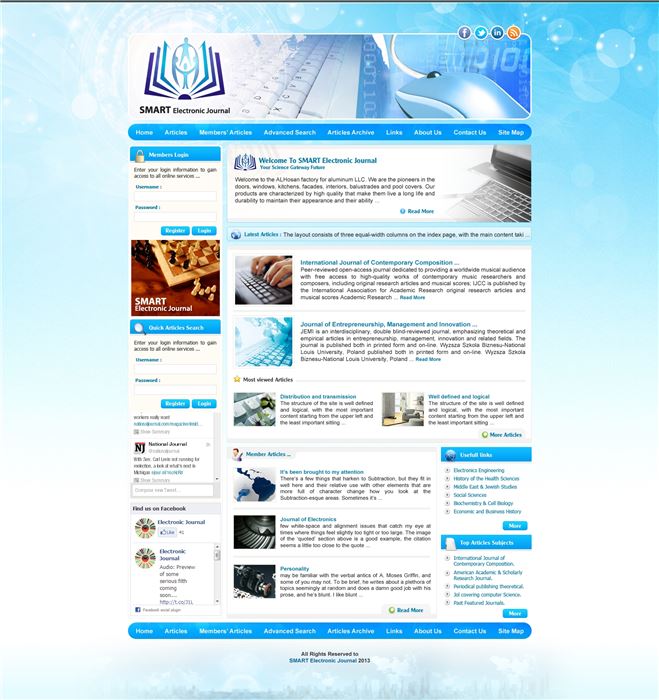 SMART Electronic Journal
Home Articles Members' Articles Advanced Search Articles Archive Links About Us Contact Us Site Map
Members Login
Enter your login information to gain
access to all online services ...
Username :
Password :
Register Login
SMART
Electronic Journal
Quick Articles Search
Enter your login information to gain
access to all online services ...
Username :
Password :
Register Login
workers really want
Show Summary
National Journal
@nationaljournal
With Sen. Carl Levin not running for
reelection, a look at what's next in
Show Summary
Find us on Facebook
Electronic Journal
Like 41
Electronic
Journal
Audio: Preview
of some
serious filth
coming
soon....
Facebook social plugin
Welcome To SMART Electronic Journal
Your Science Gateway Future
Welcome to the ALHosan factory for aluminum LLC. We are the pioneers in the
doors, windows, kitchens, facades, interiors, balustrades and pool covers. Our
products are characterized by high quality that make them live a long life and
durability to maintain their appearance and their ability ...
Read More
Latest Articles : The layout consists of three equal-width columns on the index page, with the main content taki ...
International Journal of Contemporary Composition ...
Peer-reviewed open-access journal dedicated to providing a worldwide musical audience
with free access to high-quality works of contemporary music researchers and
composers, including original research articles and musical scores; IJCC is published by
the International Association for Academic Research original research articles and
musical scores Academic Research ... Read More
Journal of Entrepreneurship, Management and Innovation ...
JEMI is an interdisciplinary, double blind-reviewed journal, emphasizing theoretical and
empirical articles in entrepreneurship, management, innovation and related fields. The
journal is published both in printed form and on-line. Wyzsza Szkola Biznesu-National
Louis University, Poland published both in printed form and on-line. Wyzsza Szkola
Biznesu-National Louis University, Poland ... Read More
Most viewed Articles
Distribution and transmission
The structure of the site is well defined
and logical, with the most important
content starting from the upper left and
the least important sitting ...
Well defined and logical
The structure of the site is well defined
and logical, with the most important
content starting from the upper left and
the least important sitting ...
More Articles
Member Articles ...
It's been brought to my attention
There's a few things that harken to Subtraction, but they fit in
well here and their relative use with other elements that are
more full of character change how you look at the
Subtraction-esque areas. Sometimes it's ...
Journal of Electronics
few white-space and alignment issues that catch my eye at
times where things feel slightly too tight or too large. The image
of the 'quoted' section above is a good example, the citation
seems a little too close to the quote ...
Personality
may be familiar with the verbal antics of A. Moses Griffin, and
some of you may not. To be brief, he writes about a plethora of
topics seemingly at random and does a damn good job with his
prose, and he's blunt. I like blunt ...
Read More
Usefull links
Electronics Engineering
History of the Health Sciences
Middle East & Jewish Studies
Social Sciences
Biochemistry & Cell Biology
Economic and Business History
More
Top Articles Subjects
International Journal of
Contemporary Composition.
American Academic & Scholarly
Research Journal.
Periodical publishing theoretical.
Jol covering computer Science.
Past Featured Journals.
More
Home Articles Members' Articles Advanced Search Articles Archive Links About Us Contact Us Site Map
All Rights Reserved to
SMART Electronic Journal 2013